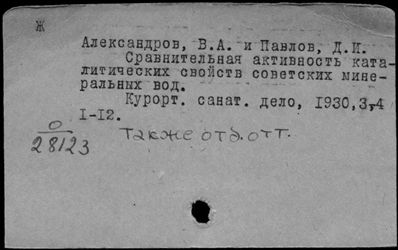 Ж
Александров, В.А. и Павлов, Д.И.
Сравнительная активность ката-
литических свойств советских мине-
ральных вод.
Курорт. санат. дело, 1930,3,4
I-I2.
также отд.отт.
0
28123